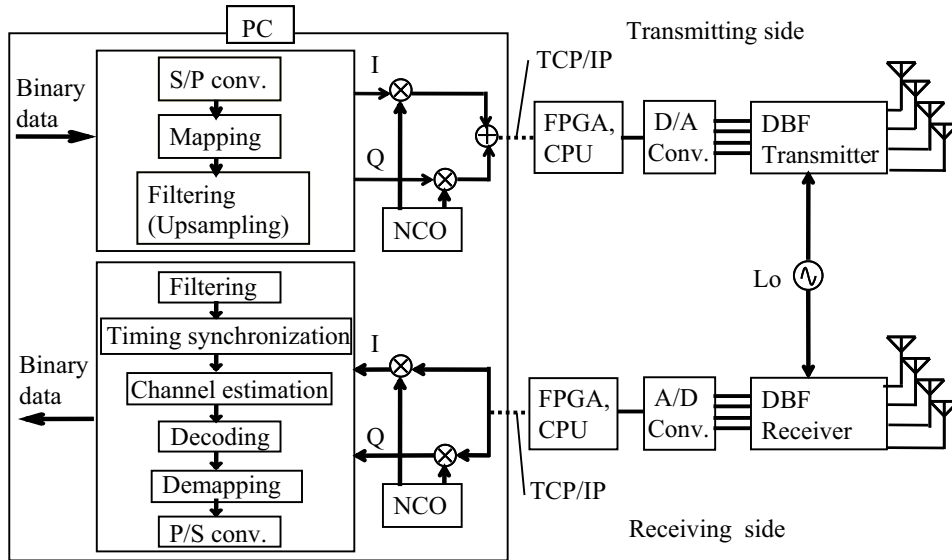 PC
Transmitting side
TCP/IP
Binary
data
S/P conv.
Mapping
Filtering
(Upsampling)
I
Q
NCO
FPGA,
CPU
D/A
Conv.
DBF
Transmitter
Lo
Filtering
Timing synchronization
Channel estimation
Decoding
Demapping
P/S conv.
Binary
data
I
Q
NCO
FPGA,
CPU
A/D
Conv.
DBF
Receiver
TCP/IP
Receiving side